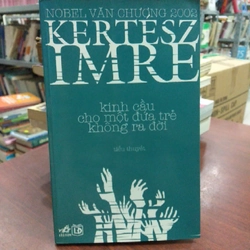 NOBEL VĂN CHƯƠNG 2002
KERTÉSZ
IMRE
kinh cầu
cho một đứa trẻ
không ra đời
tiểu thuyết